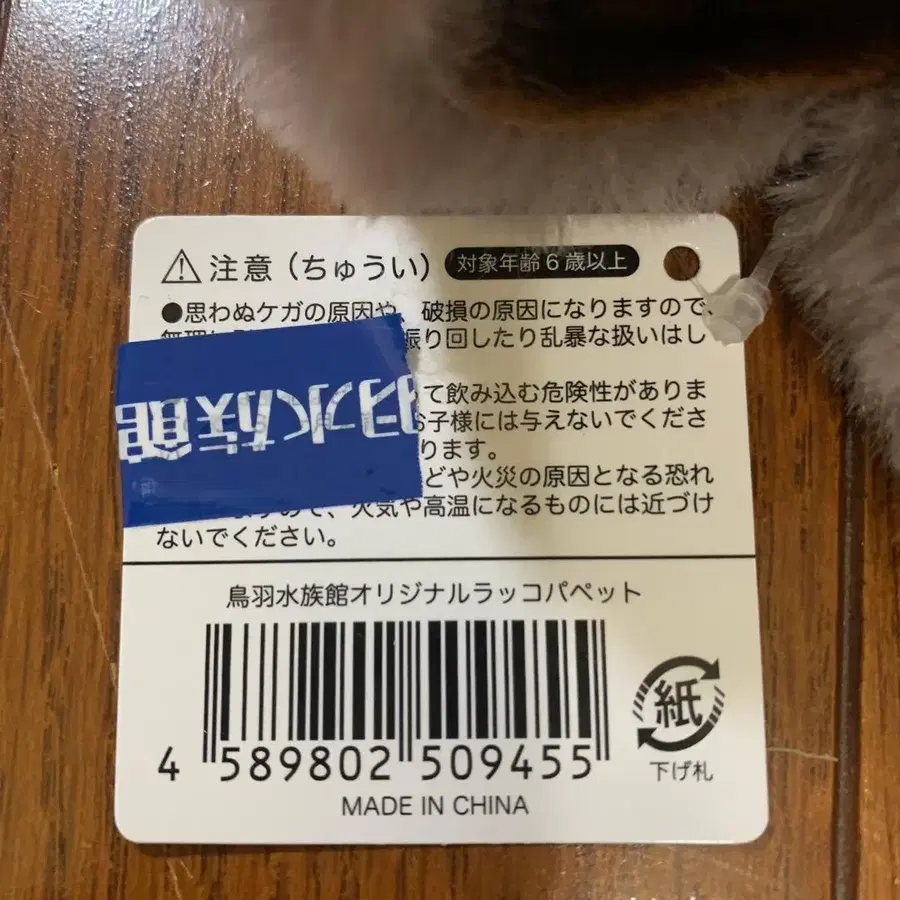 注意（ちゅうい） 対象年齢6歳以上
●思わぬケガの原因や、破損の原因になりますので、
振り回したり乱暴な扱いはし
て飲み込む危険性がありま
お子様には与えないでくださ
ります。
どや火災の原因となる恐れ
火気や高温になるものには近づけ
ないでください。
羽水族館
鳥羽水族館オリジナルラッコパペット
4 589802 509455
MADE IN CHINA
紙
下げ札